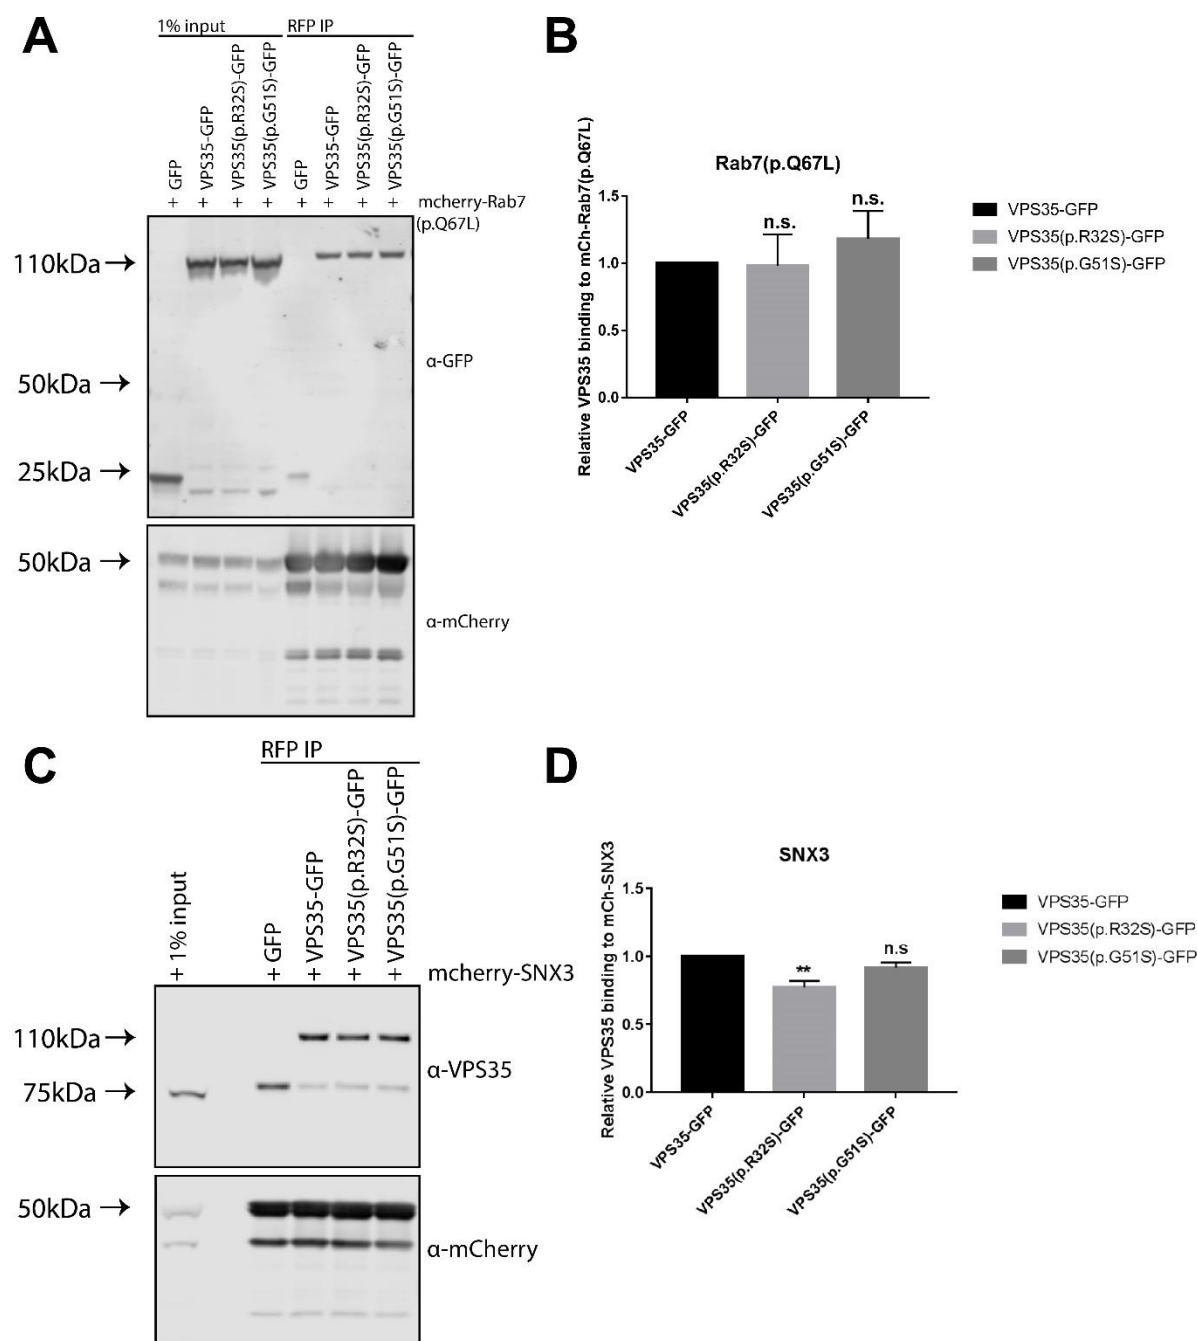 A
1% input
RFP IP
GFP
VPS35-GFP
VPS35(p.R32S)-GFP
VPS35(p.G51S)-GFP
GFP
VPS35-GFP
VPS35(p.R32S)-GFP
VPS35(p.G51S)-GFP
+ + + + + + + + mcherry-Rab7
(p.Q67L)
110kDa →
α-GFP
50kDa →
25kDa →
50kDa →
α-mCherry
B
Rab7(p.Q67L)
Relative VPS35 binding to mCh-Rab7(p.Q67L)
1.5
1.0
0.5
0.0
n.s.
n.s.
VPS35-GFP
VPS35(p.R32S)-GFP
VPS35(p.G51S)-GFP
VPS35-GFP
VPS35(p.R32S)-GFP
VPS35(p.G51S)-GFP
C
RFP IP
1% input
GFP
VPS35-GFP
VPS35(p.R32S)-GFP
VPS35(p.G51S)-GFP
+ + + + + mcherry-SNX3
110kDa →
α-VPS35
75kDa →
50kDa →
α-mCherry
D
SNX3
Relative VPS35 binding to mCh-SNX3
1.5
1.0
0.5
0.0
**
n.s
VPS35-GFP
VPS35(p.R32S)-GFP
VPS35(p.G51S)-GFP
VPS35-GFP
VPS35(p.R32S)-GFP
VPS35(p.G51S)-GFP